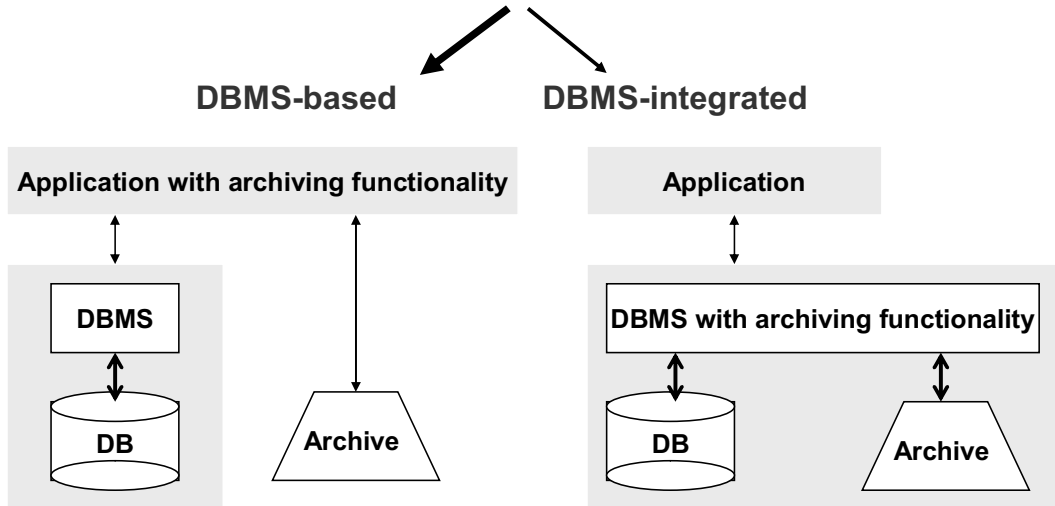 DBMS-based
DBMS-integrated
Application with archiving functionality
Application
DBMS
DBMS with archiving functionality
DB
Archive
DB
Archive